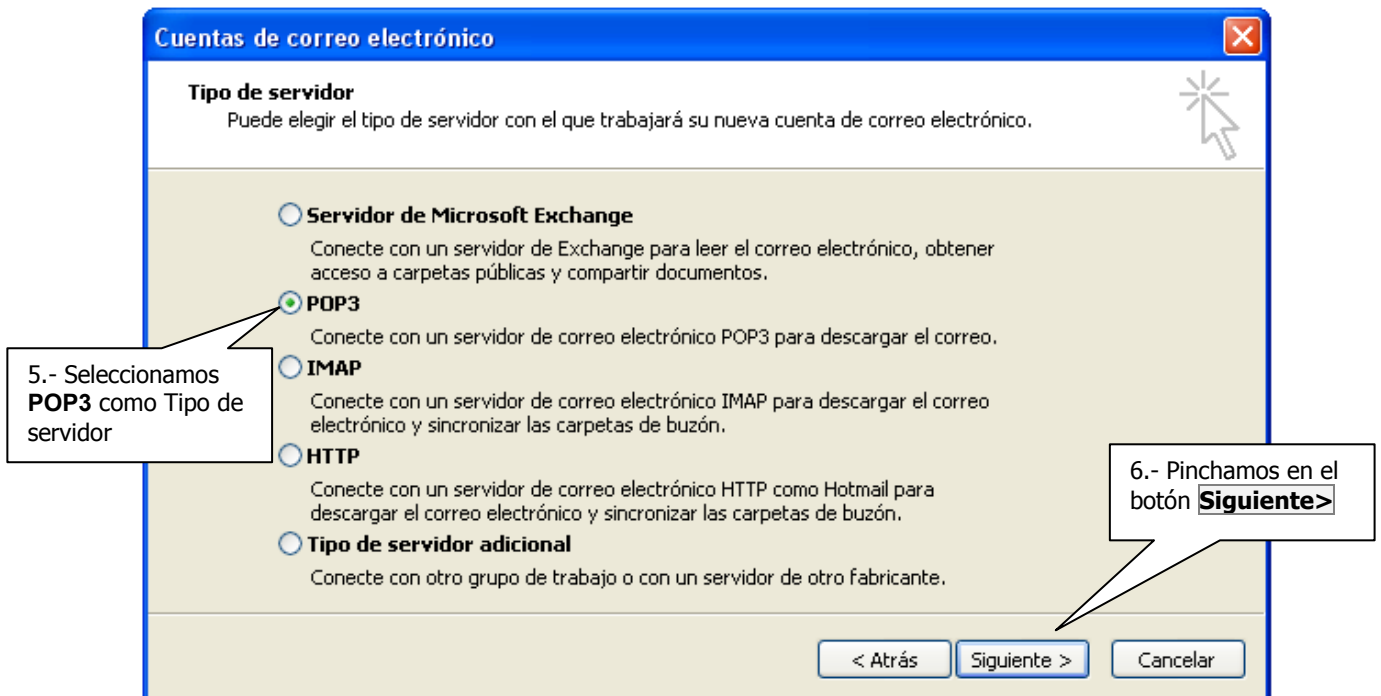 Cuentas de correo electrónico
Tipo de servidor
Puede elegir el tipo de servidor con el que trabajará su nueva cuenta de correo electrónico.
Servidor de Microsoft Exchange
Conecte con un servidor de Exchange para leer el correo electrónico, obtener
acceso a carpetas públicas y compartir documentos.
POP3
Conecte con un servidor de correo electrónico POP3 para descargar el correo.
5.- Seleccionamos
POP3 como Tipo de
servidor
IMAP
Conecte con un servidor de correo electrónico IMAP para descargar el correo
electrónico y sincronizar las carpetas de buzón.
HTTP
Conecte con un servidor de correo electrónico HTTP como Hotmail para
descargar el correo electrónico y sincronizar las carpetas de buzón.
6.- Pinchamos en el
botón Siguiente>
Tipo de servidor adicional
Conecte con otro grupo de trabajo o con un servidor de otro fabricante.
< Atrás
Siguiente >
Cancelar